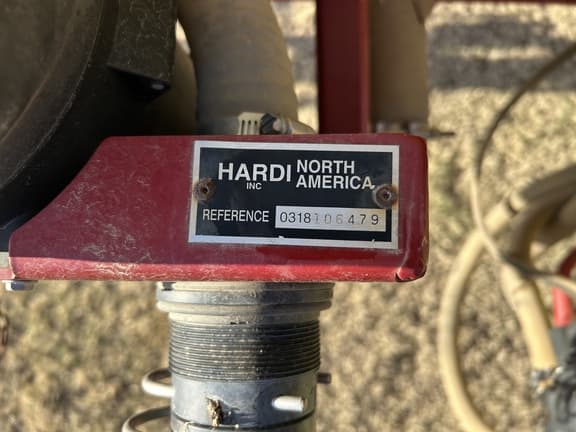 HARDI NORTH
INC AMERICA
REFERENCE 0318106479